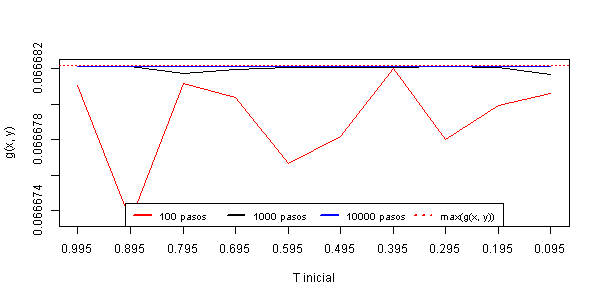 0.066682
0.066678
0.066674
g(x, y)
100 pasos 1000 pasos 10000 pasos max(g(x, y))
0.995 0.895 0.795 0.695 0.595 0.495 0.395 0.295 0.195 0.095
T inicial